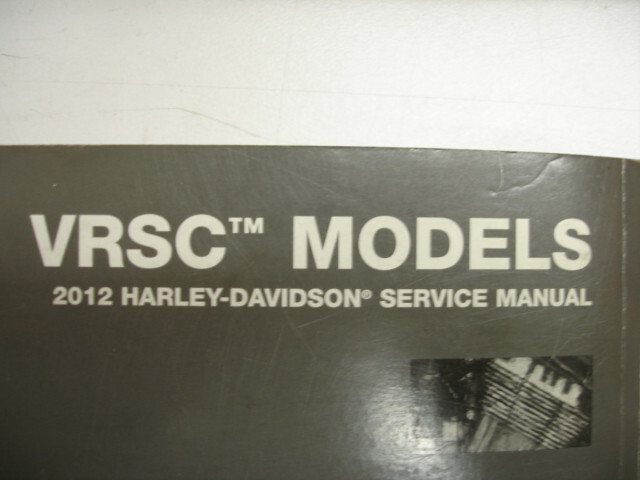 VRSC™ MODELS
2012 HARLEY-DAVIDSON® SERVICE MANUAL